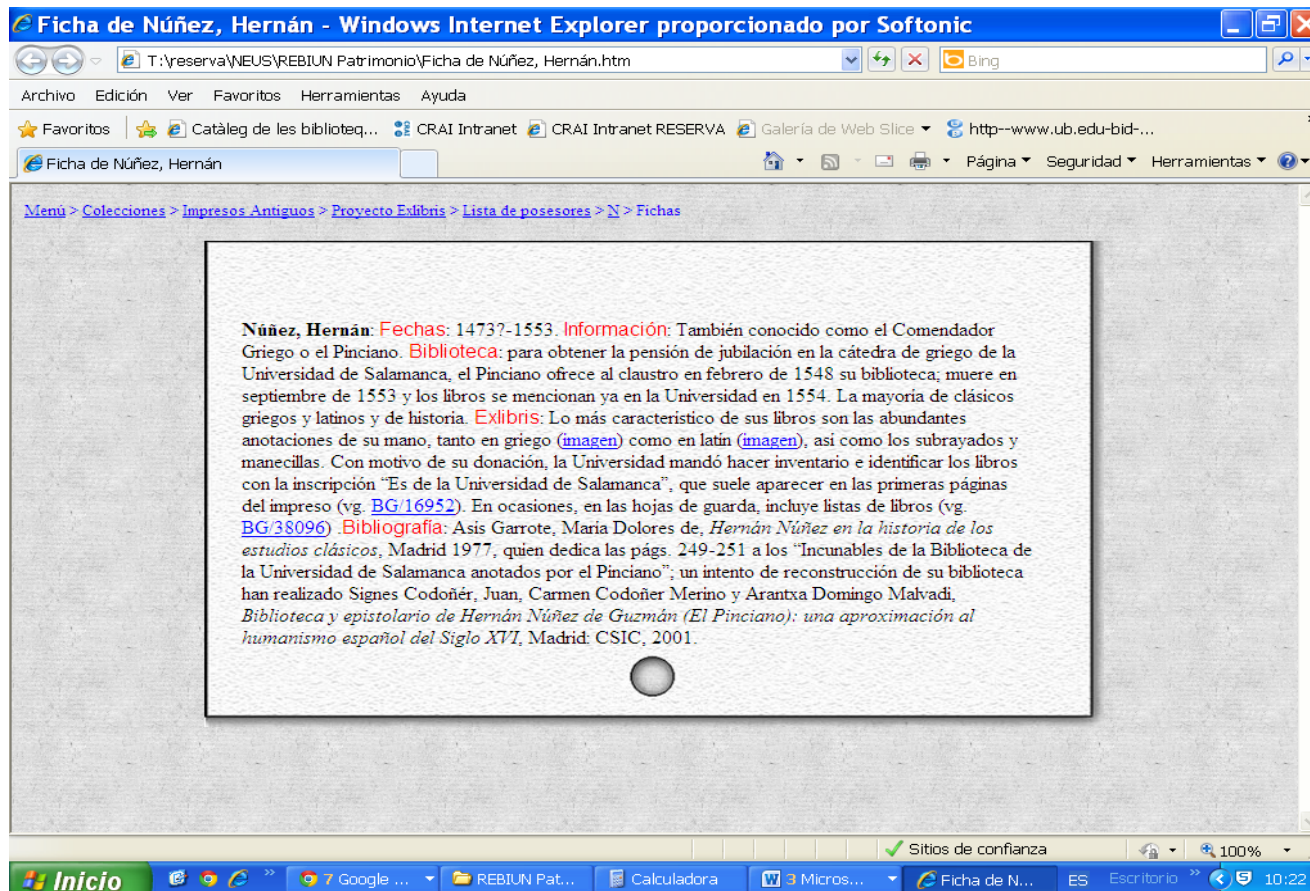 Ficha de Núñez, Hernán - Windows Internet Explorer proporcionado por Softonic
T:\reserva\NEUS\REBIUN Patrimonio\Ficha de Núñez, Hernán.htm
Bing
Archivo Edición Ver Favoritos Herramientas Ayuda
Favoritos Catàleg de les biblioteq... CRAI Intranet CRAI Intranet RESERVA Galería de Web Slice http--www.ub.edu-bid-...
Ficha de Núñez, Hernán Página Seguridad Herramientas
Menú > Colecciones > Impresos Antiguos > Proyecto Exlibris > Lista de posesores > N > Fichas
Núñez, Hernán: Fechas: 1473?-1553. Información: También conocido como el Comendador
Griego o el Pinciano. Biblioteca: para obtener la pensión de jubilación en la cátedra de griego de la
Universidad de Salamanca, el Pinciano ofrece al claustro en febrero de 1548 su biblioteca; muere en
septiembre de 1553 y los libros se mencionan ya en la Universidad en 1554. La mayoría de clásicos
griegos y latinos y de historia. Exlibris: Lo más característico de sus libros son las abundantes
anotaciones de su mano, tanto en griego (imagen) como en latín (imagen), así como los subrayados y
manecillas. Con motivo de su donación, la Universidad mandó hacer inventario e identificar los libros
con la inscripción “Es de la Universidad de Salamanca”, que suele aparecer en las primeras páginas
del impreso (vg. BG/16952). En ocasiones, en las hojas de guarda, incluye listas de libros (vg.
BG/38096) .Bibliografía: Asís Garrote, María Dolores de, Hernán Núñez en la historia de los
estudios clásicos, Madrid 1977, quien dedica las págs. 249-251 a los “Incunables de la Biblioteca de
la Universidad de Salamanca anotados por el Pinciano”; un intento de reconstrucción de su biblioteca
han realizado Signes Codoñér, Juan, Carmen Codoñer Merino y Arantxa Domingo Malvadi,
Biblioteca y epistolario de Hernán Núñez de Guzmán (El Pinciano): una aproximación al
humanismo español del Siglo XVI, Madrid: CSIC, 2001.
Sitios de confianza 100%
Inicio 7 Google ... REBIUN Pat... Calculadora 3 Micros... Ficha de N... ES Escritorio 10:22